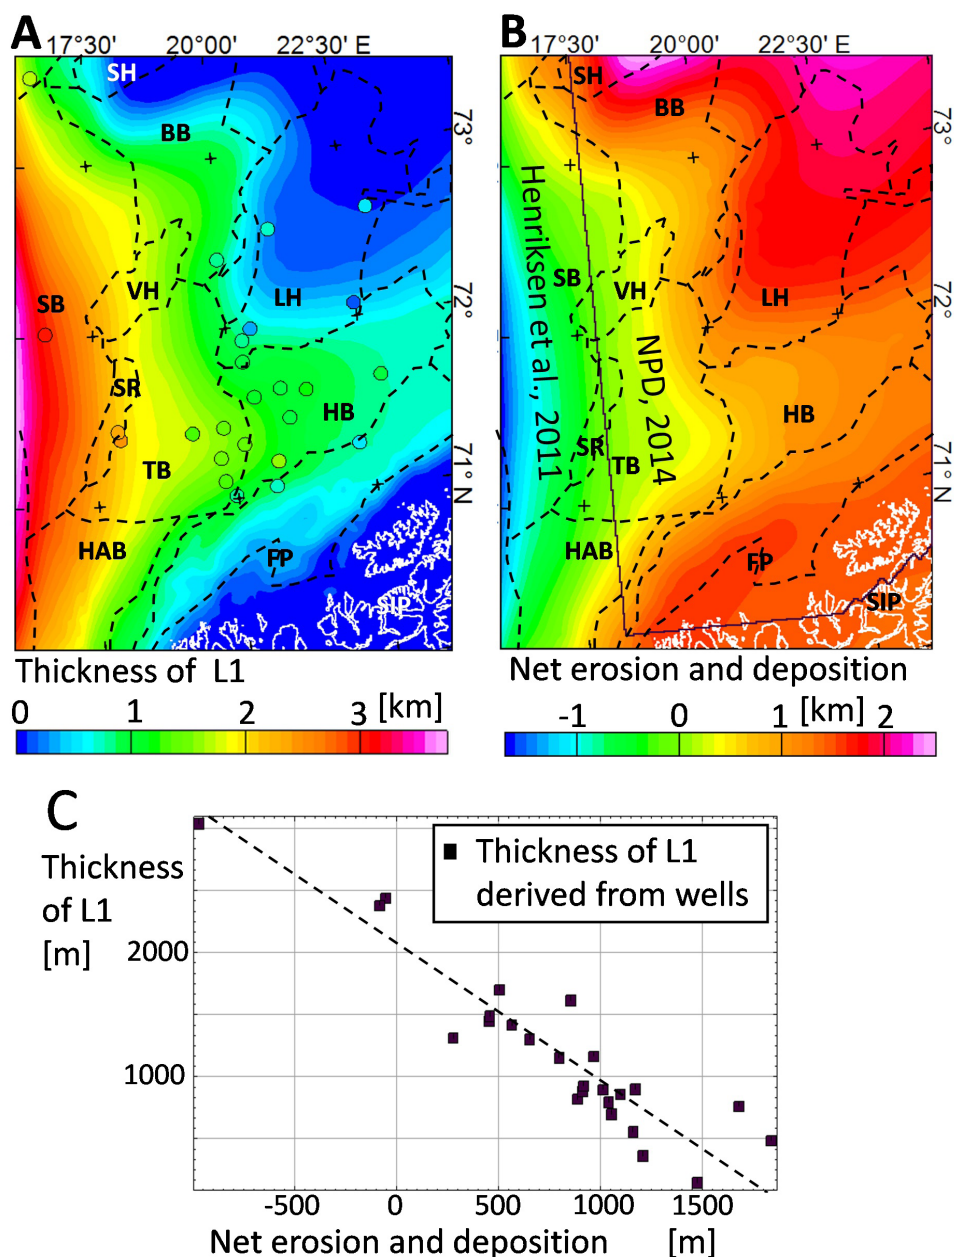 A
17°30'
20°00'
22°30' E
SH
BB
73°
VH
SB
LH
72°
SR
HB
TB
71° N
HAB
FP
SIP
Thickness of L1
0
1
2
3
[km]
B
17°30'
20°00'
22°30' E
SH
BB
73°
Henriksen et al., 2011
SB
VH
LH
72°
NPD, 2014
HB
SR
TB
71° N
HAB
FP
SIP
Net erosion and deposition
-1
0
1
[km]
2
C
Thickness
of L1
[m]
2000
1000
Thickness of L1
derived from wells
-500
0
500
1000
1500
Net erosion and deposition
[m]